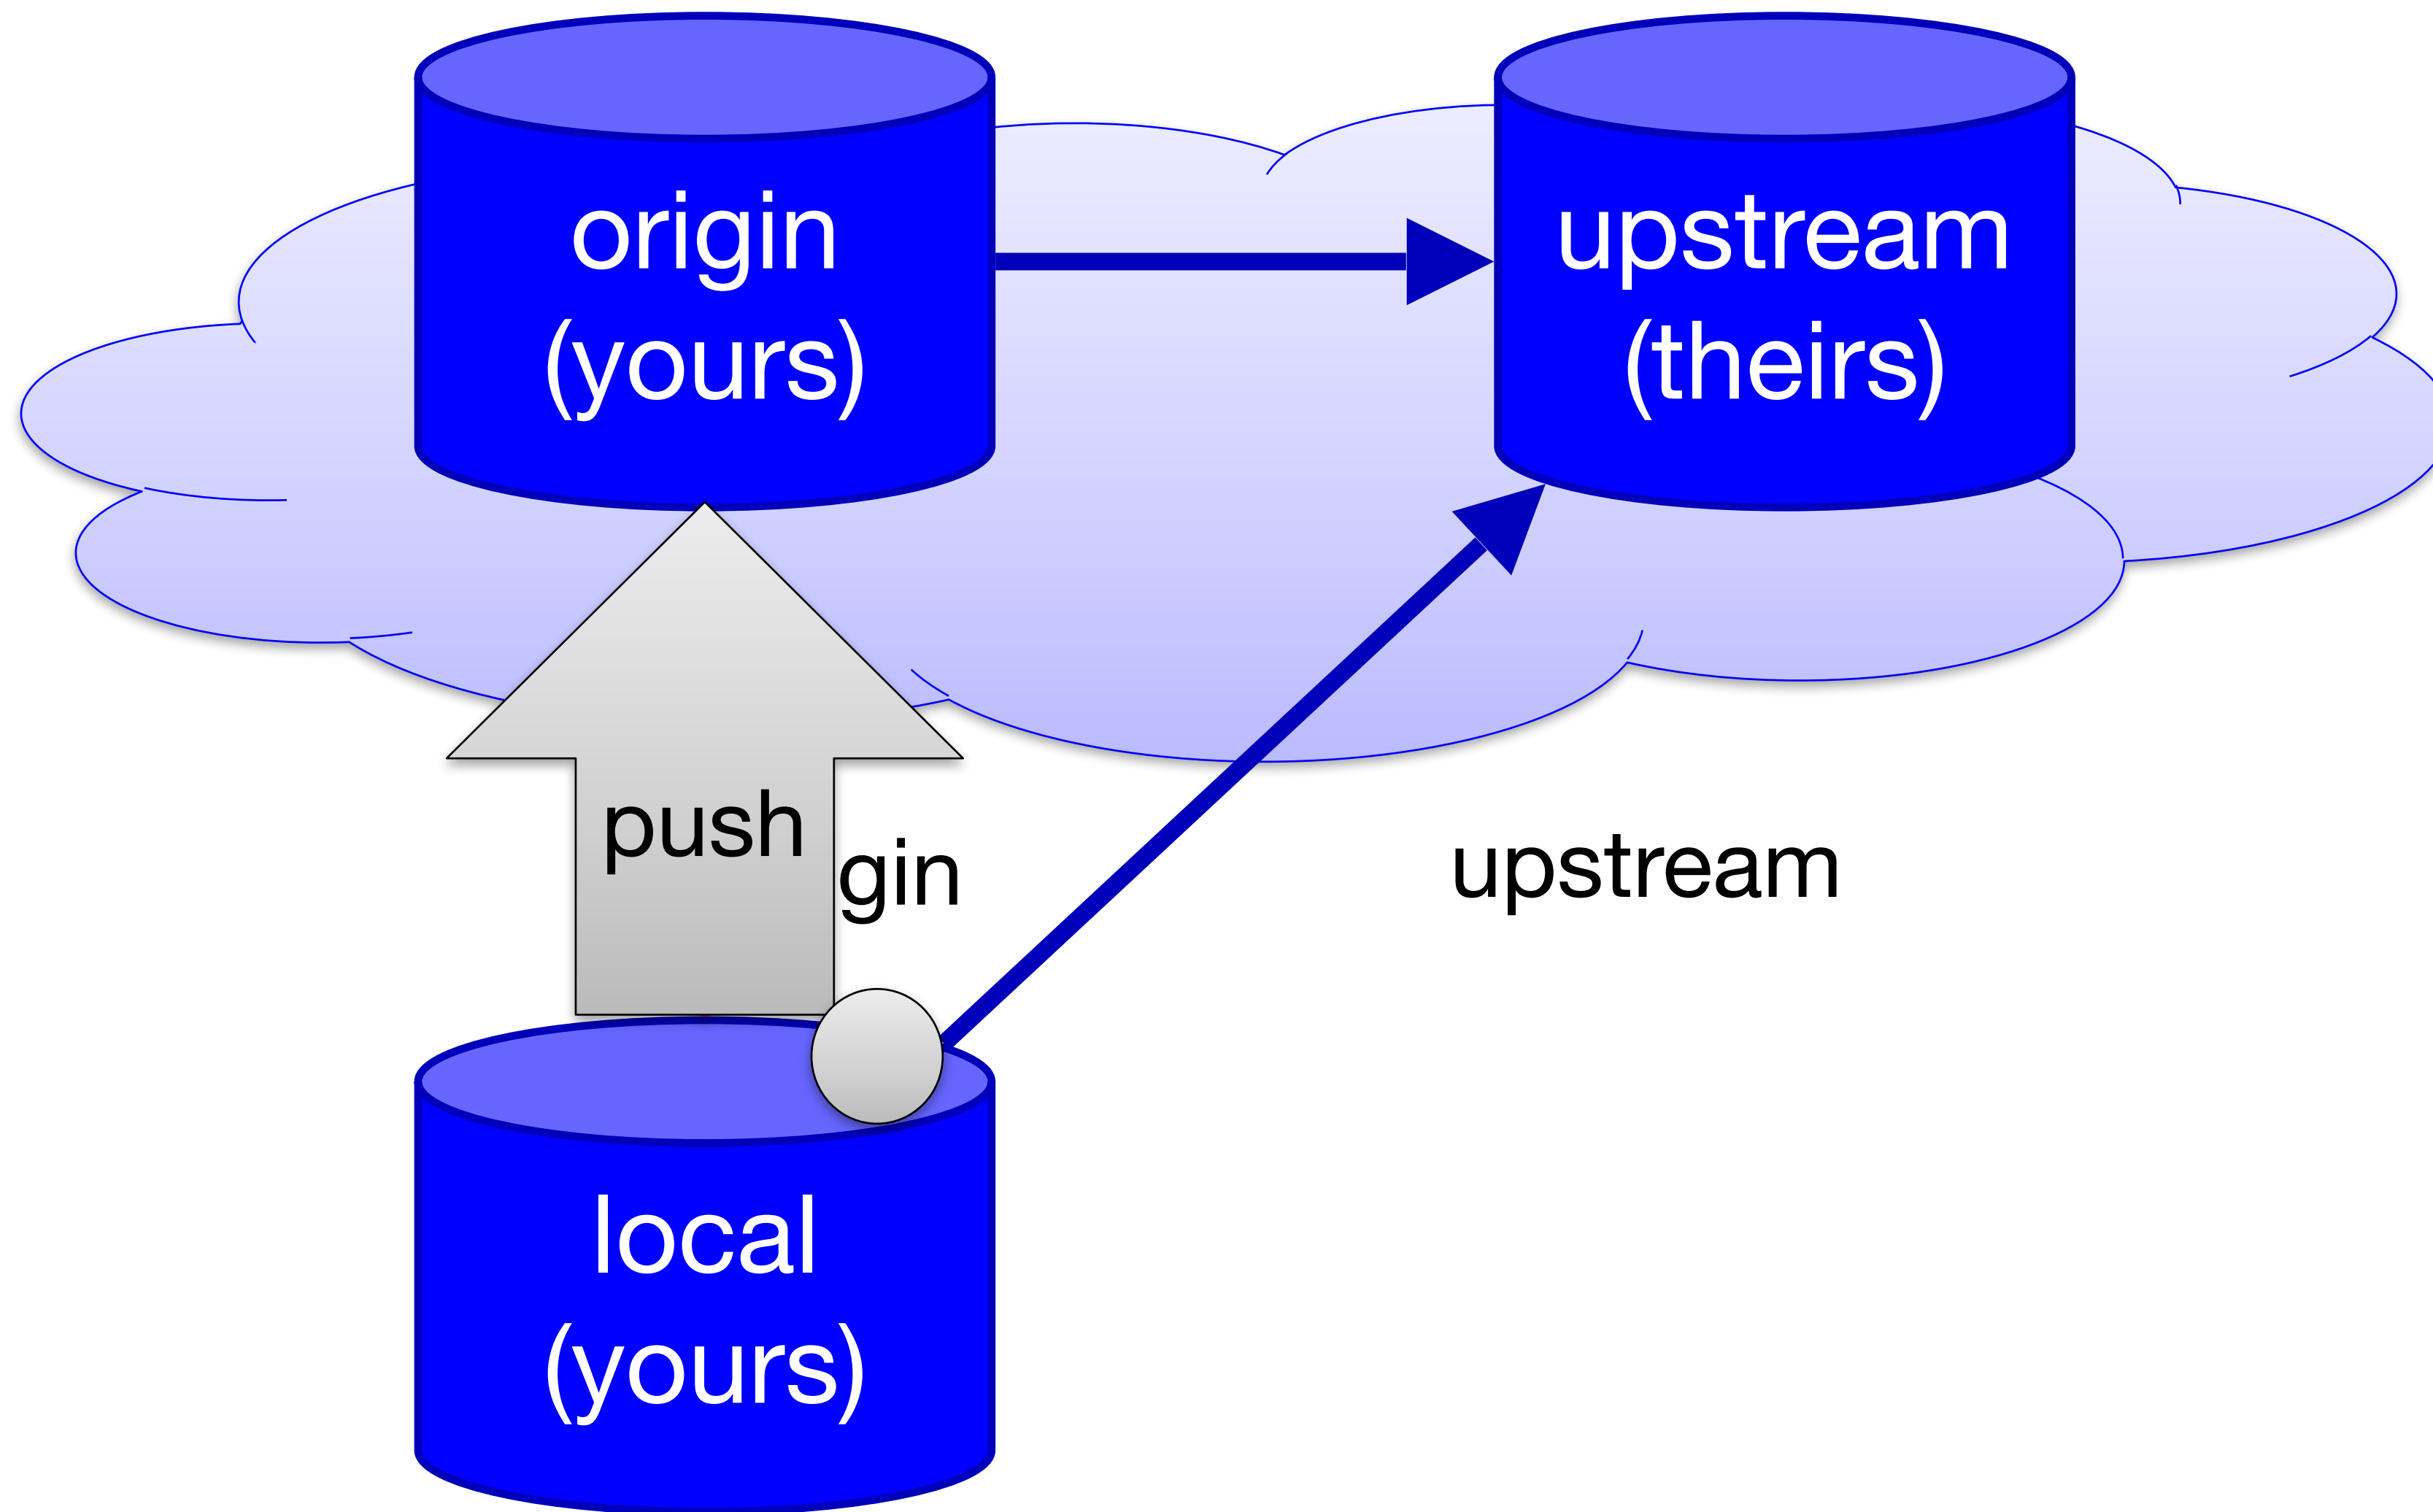 origin
(yours)
upstream
(theirs)
push
gin
upstream
local
(yours)